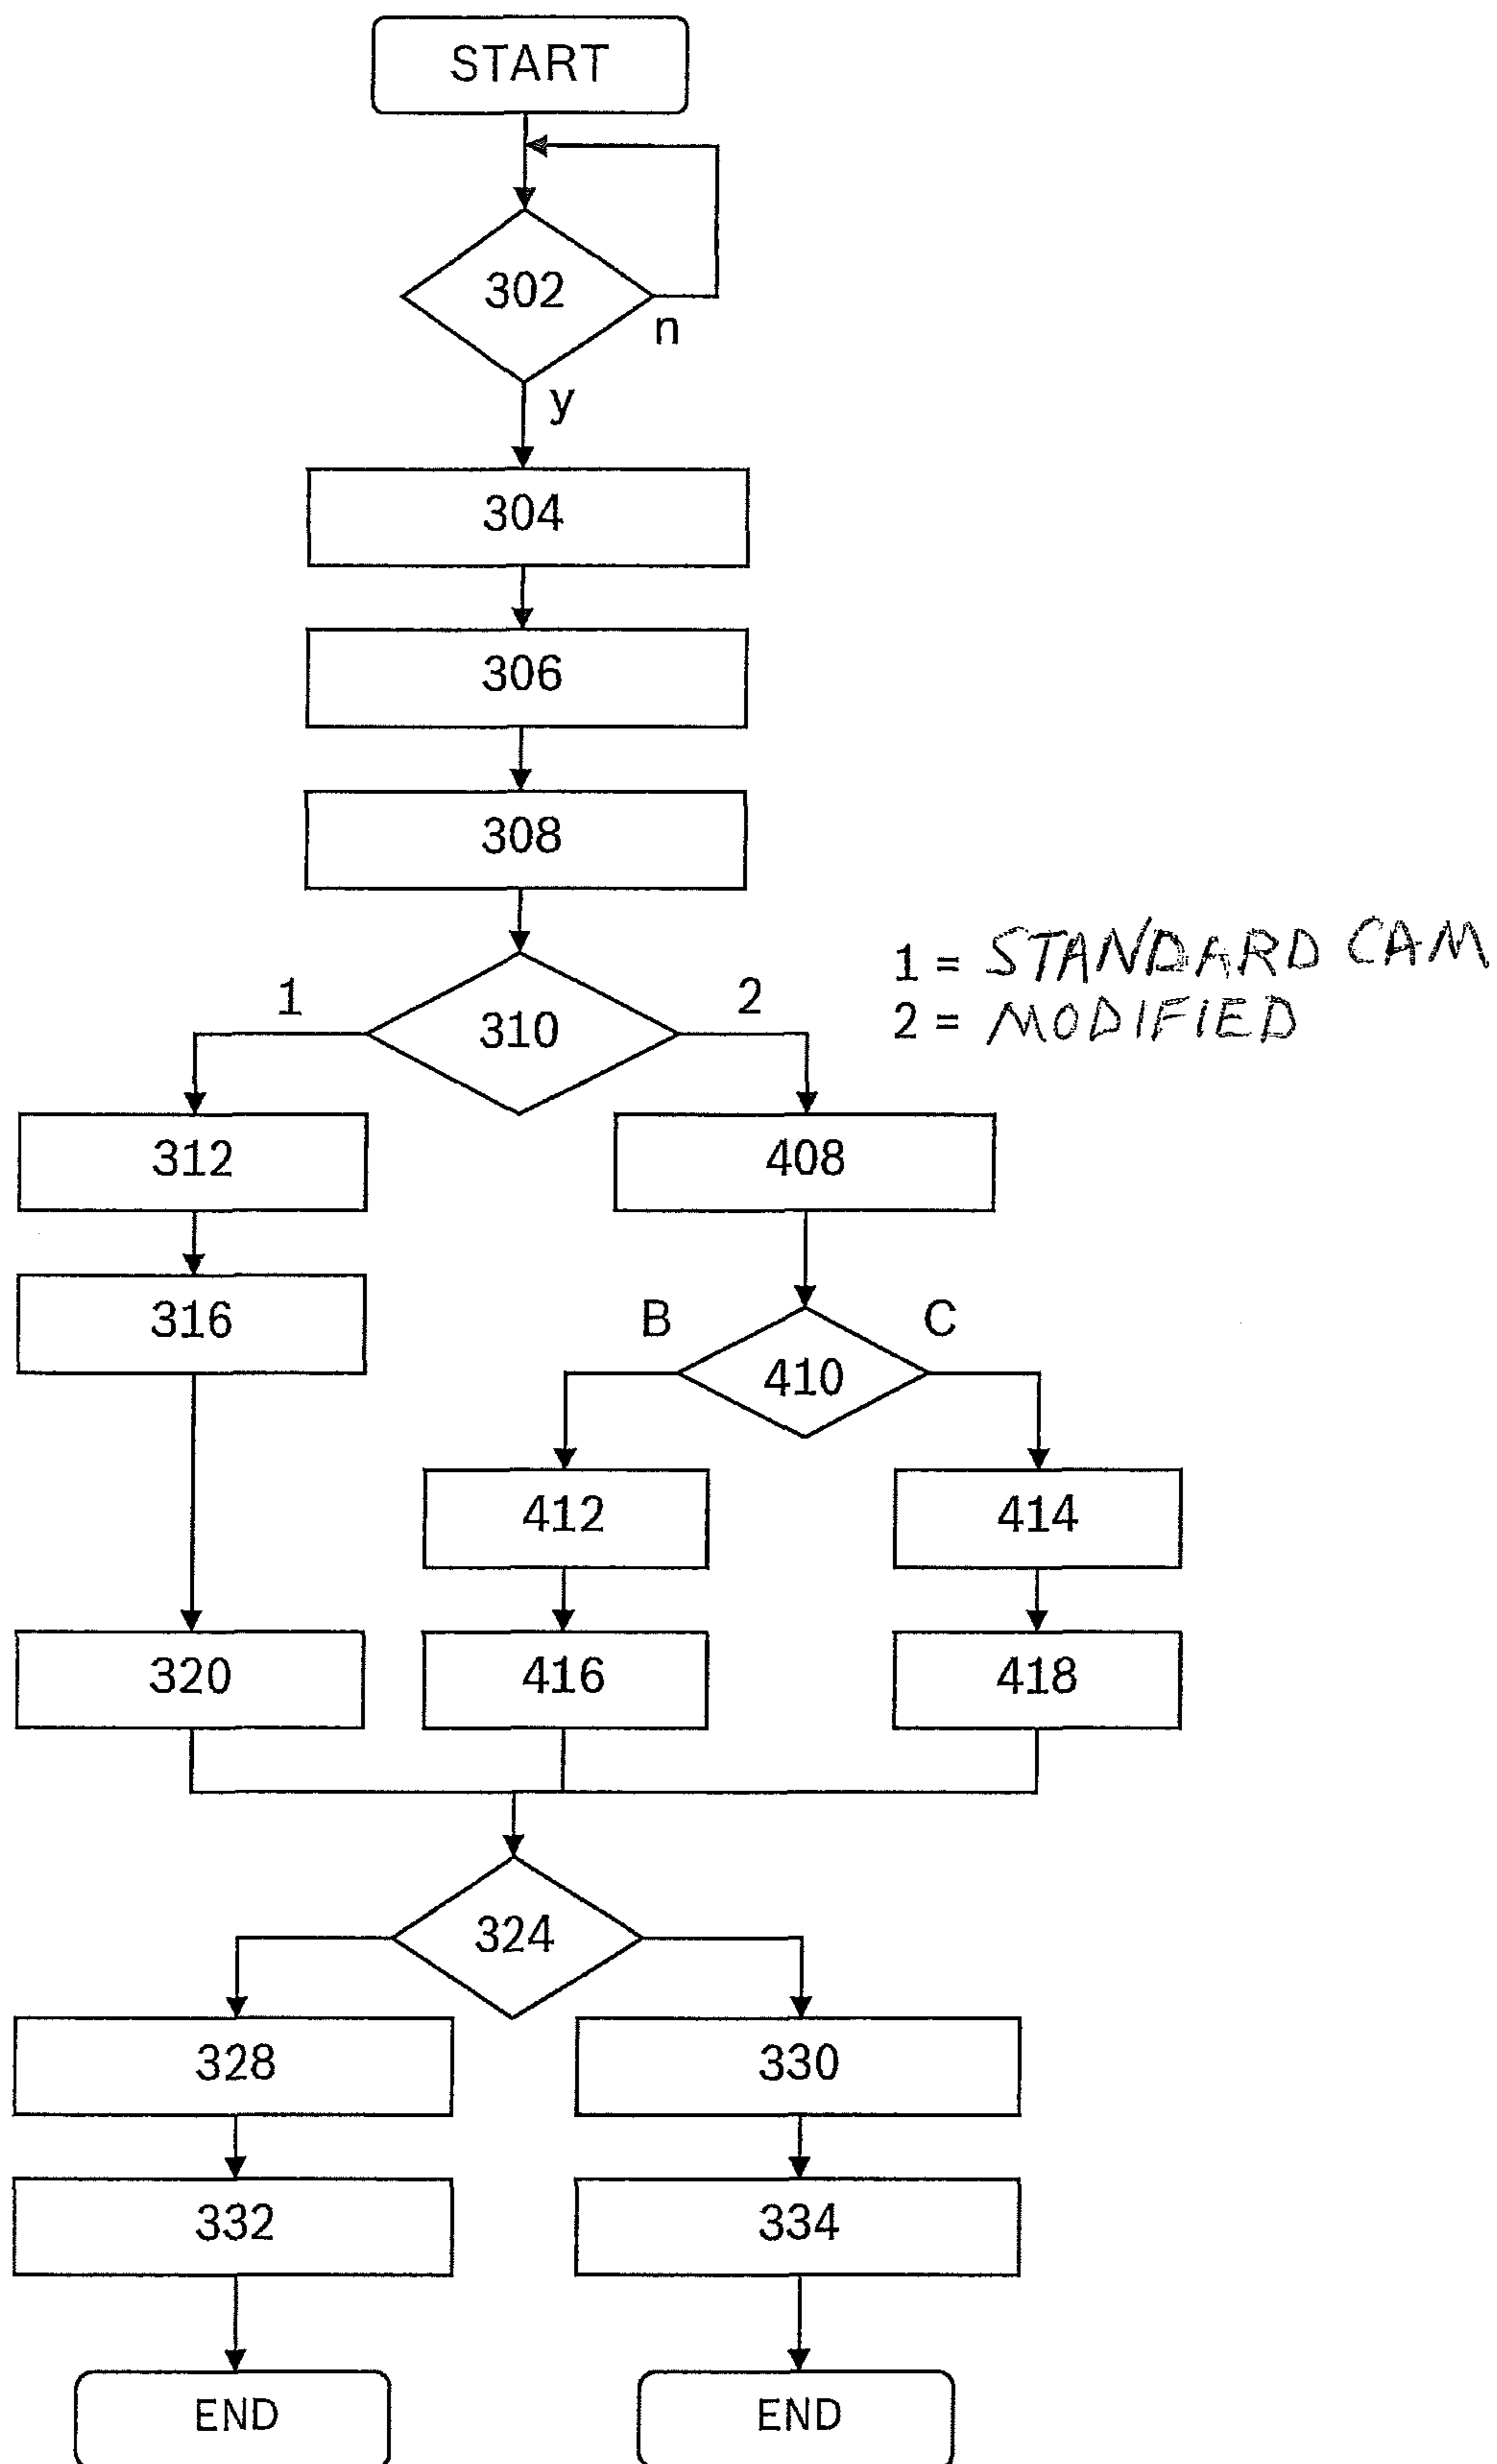 START
302
n
y
304
306
308
1 = STANDARD CAM
2 = MODIFIED
1
310
2
312
408
316
B
C
410
412
414
320
416
418
324
328
330
332
334
END
END